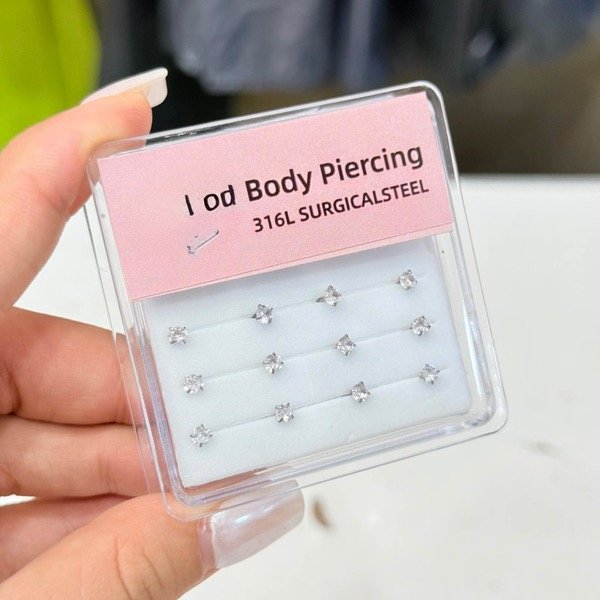 I od Body Piercing
316L SURGICALSTEEL